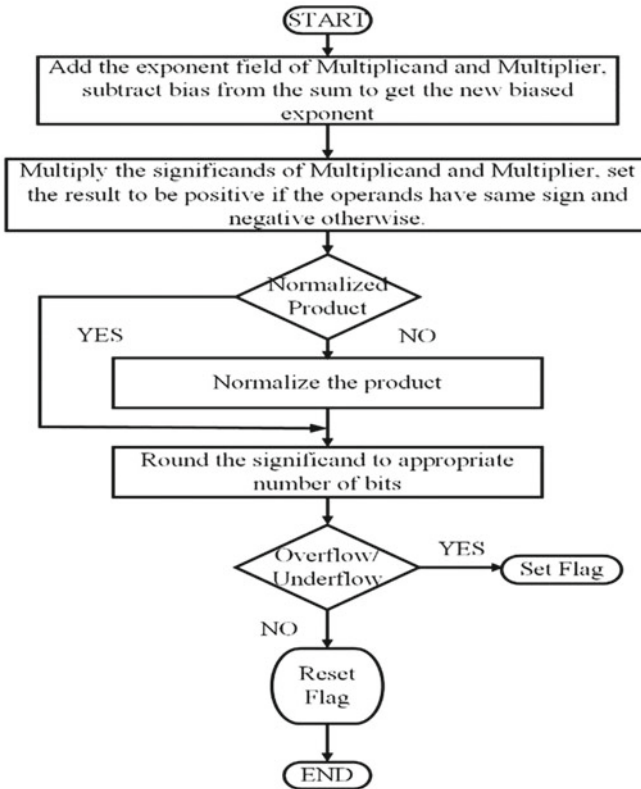 START
Add the exponent field of Multiplicand and Multiplier,
subtract bias from the sum to get the new biased
exponent
Multiply the significands of Multiplicand and Multiplier, set
the result to be positive if the operands have same sign and
negative otherwise.
Normalized
Product
YES
NO
Normalize the product
Round the significand to appropriate
number of bits
Overflow/
Underflow
YES
Set Flag
NO
Reset
Flag
END